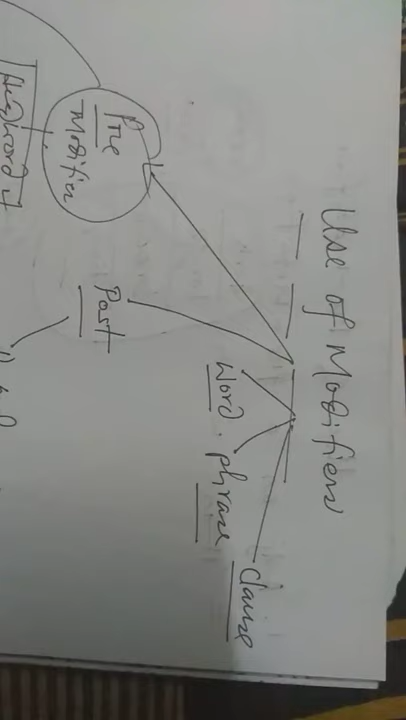 Use of Modifiers
Word. phrase clause
Pre
Modifier
Post